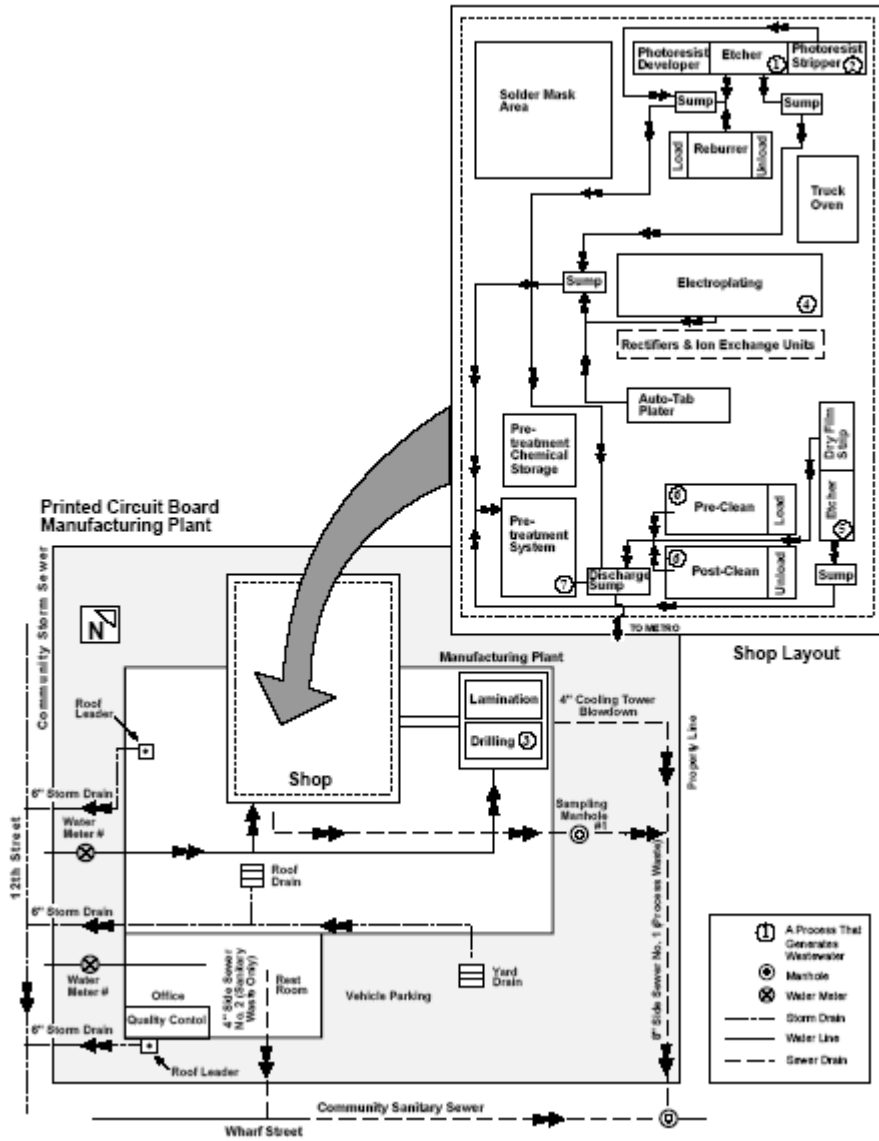 Photoresist
Developer
Etcher
1
Photoresist
Stripper
2
Solder Mask
Area
Sump
Sump
Load
Reburrer
Unload
Truck
Oven
Sump
Electroplating
4
Rectifiers & Ion Exchange Units
Auto-Tab
Plater
Dry Film
Strip
Pre-
treatment
Chemical
Storage
Etcher
5
Pre-Clean
Load
Pre-
treatment
System
7
Post-Clean
Unload
Discharge
Sump
Sump
TO METRO
Shop Layout
Printed Circuit Board
Manufacturing Plant
Community Storm Sewer
N
Manufacturing Plant
Lamination
Drilling 3
4" Cooling Tower
Blowdown
Property Line
Roof
Leader
Shop
6" Storm Drain
Water
Meter #
Sampling
Manhole
#1
12th Street
Roof
Drain
8" Side Sewer No. 1 (Process Waste)
6" Storm Drain
Water
Meter #
Office
4" Side Sewer
No. 2 (Sanitary
Waste Only)
Rest
Room
Vehicle Parking
Yard
Drain
Quality Contol
6" Storm Drain
Roof Leader
Community Sanitary Sewer
Wharf Street
1
A Process That
Generates
Wastewater
Manhole
Water Meter
Storm Drain
Water Line
Sewer Drain